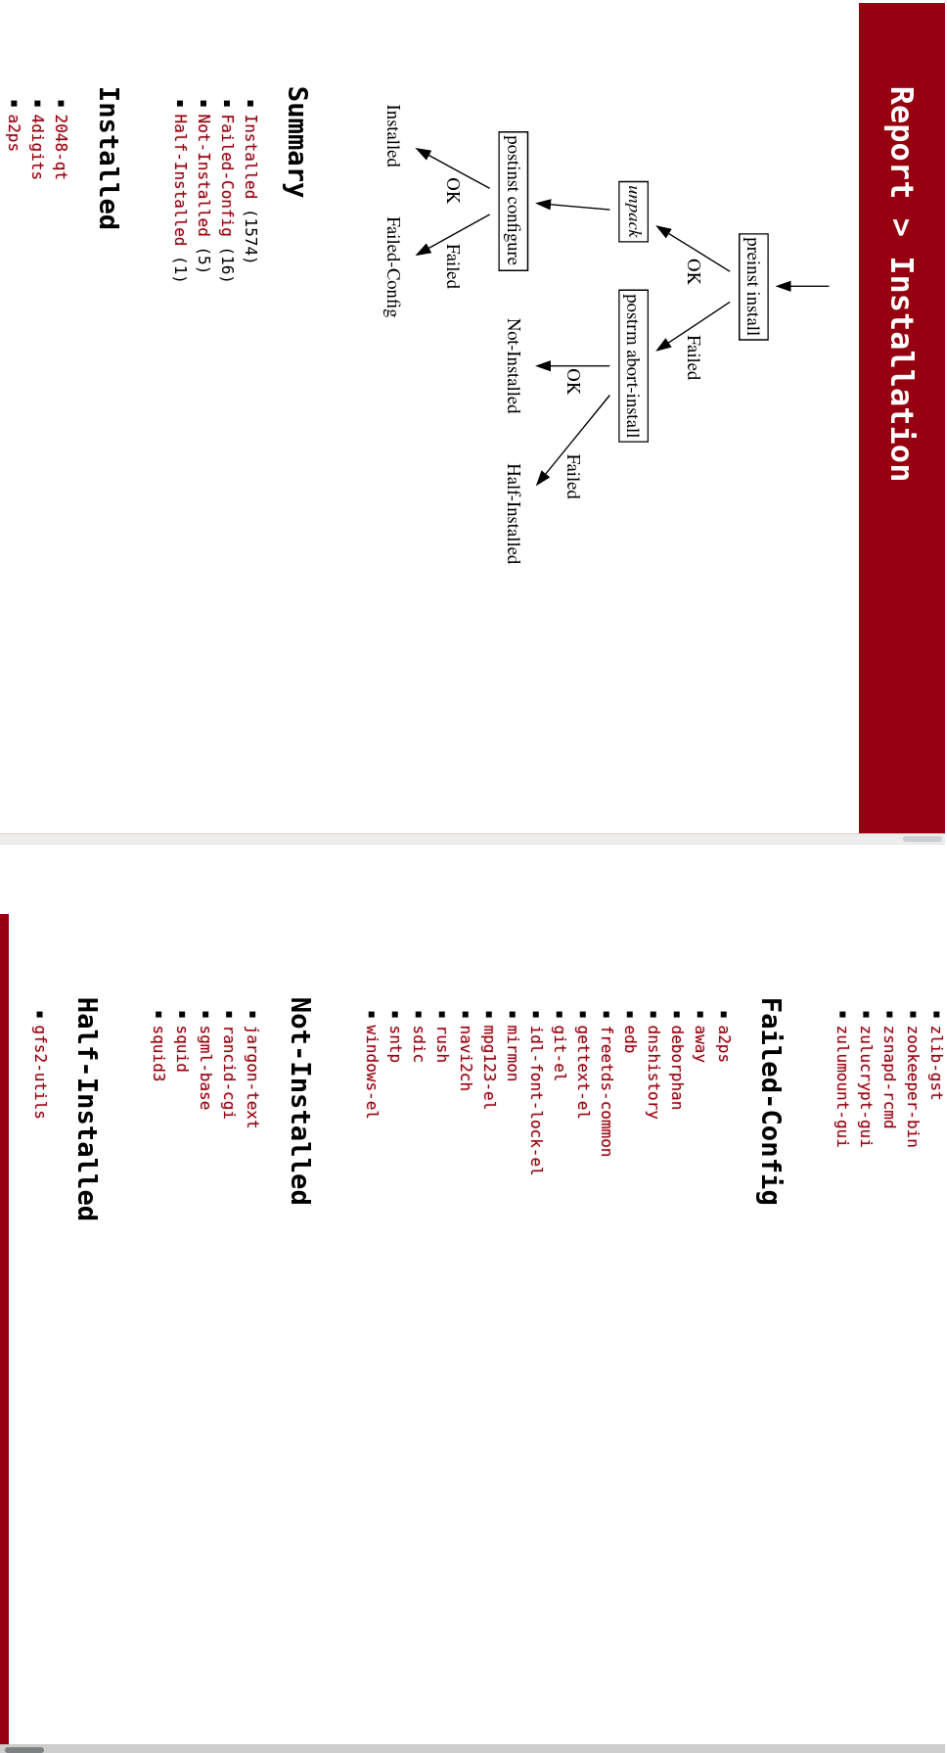 Report > Installation
preinst install
OK
Failed
unpack
postrm abort-install
OK
Failed
postinst configure
Not-Installed
Half-Installed
OK
Failed
Installed
Failed-Config
Summary
▪ Installed (1574)
▪ Failed-Config (16)
▪ Not-Installed (5)
▪ Half-Installed (1)
Installed
▪ 2048-qt
▪ 4digits
▪ a2ps
▪ zlib-gst
▪ zookeeper-bin
▪ zsnapd-rcmd
▪ zulucrypt-gui
▪ zulumount-gui
Failed-Config
▪ a2ps
▪ away
▪ deborphan
▪ dnshistory
▪ edb
▪ freetds-common
▪ gettext-el
▪ git-el
▪ idl-font-lock-el
▪ mirmon
▪ mpg123-el
▪ navi2ch
▪ rush
▪ sdic
▪ sntp
▪ windows-el
Not-Installed
▪ jargon-text
▪ rancid-cgi
▪ sgml-base
▪ squid
▪ squid3
Half-Installed
▪ gfs2-utils